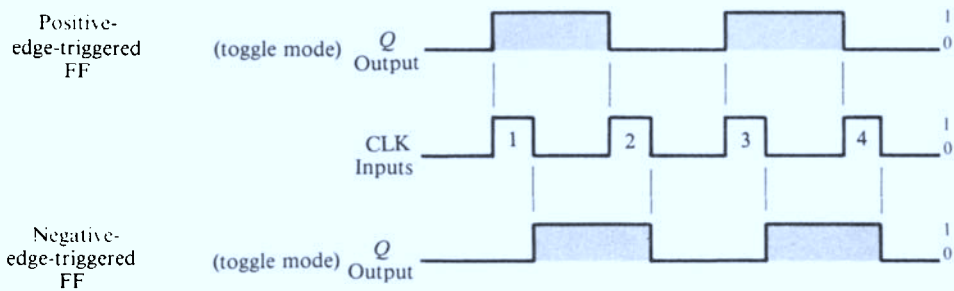 Positive-
edge-triggered
FF
(toggle mode)
Q
Output
1
0
CLK
Inputs
1
2
3
4
1
0
Negative-
edge-triggered
FF
(toggle mode)
Q
Output
1
0